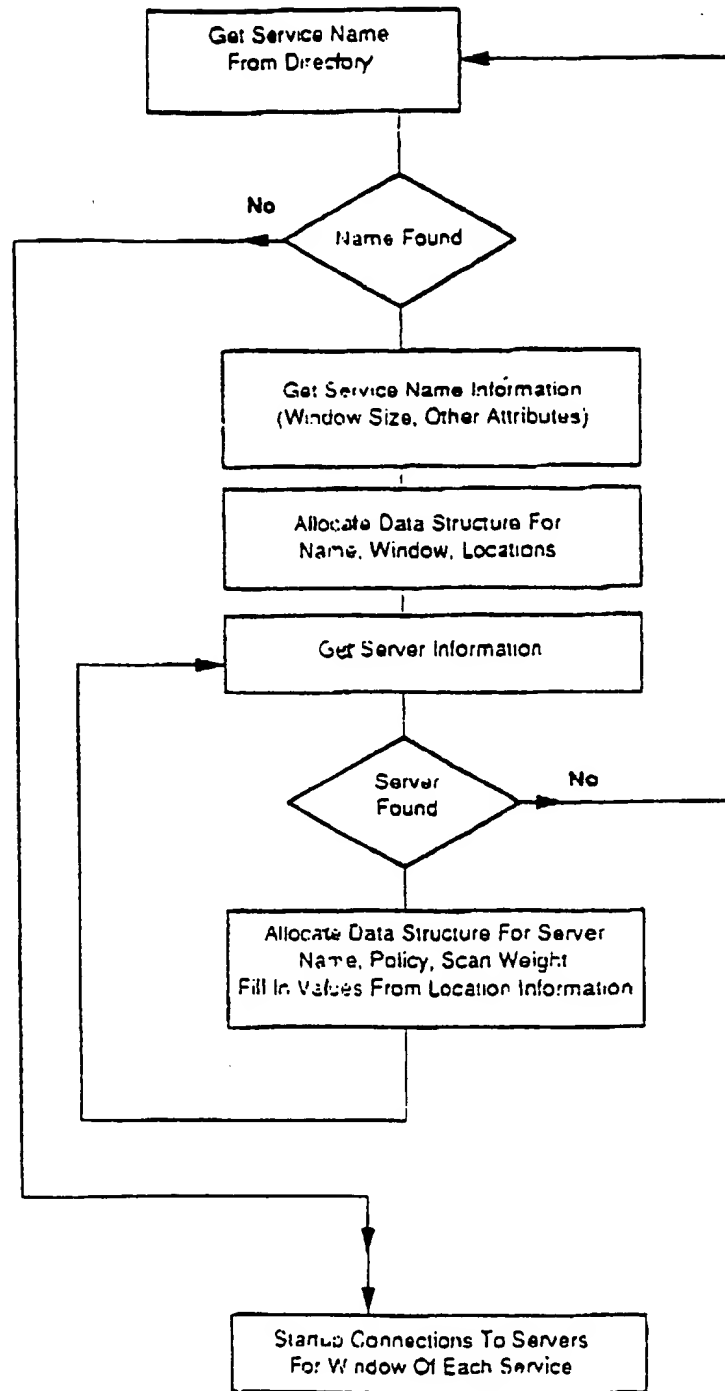 Get Service Name
From Directory
No
Name Found
Get Service Name Information
(Window Size, Other Attributes)
Allocate Data Structure For
Name, Window, Locations
Get Server Information
Server
Found
No
Allocate Data Structure For Server
Name, Policy, Scan Weight
Fill In Values From Location Information
Startup Connections To Servers
For Window Of Each Service